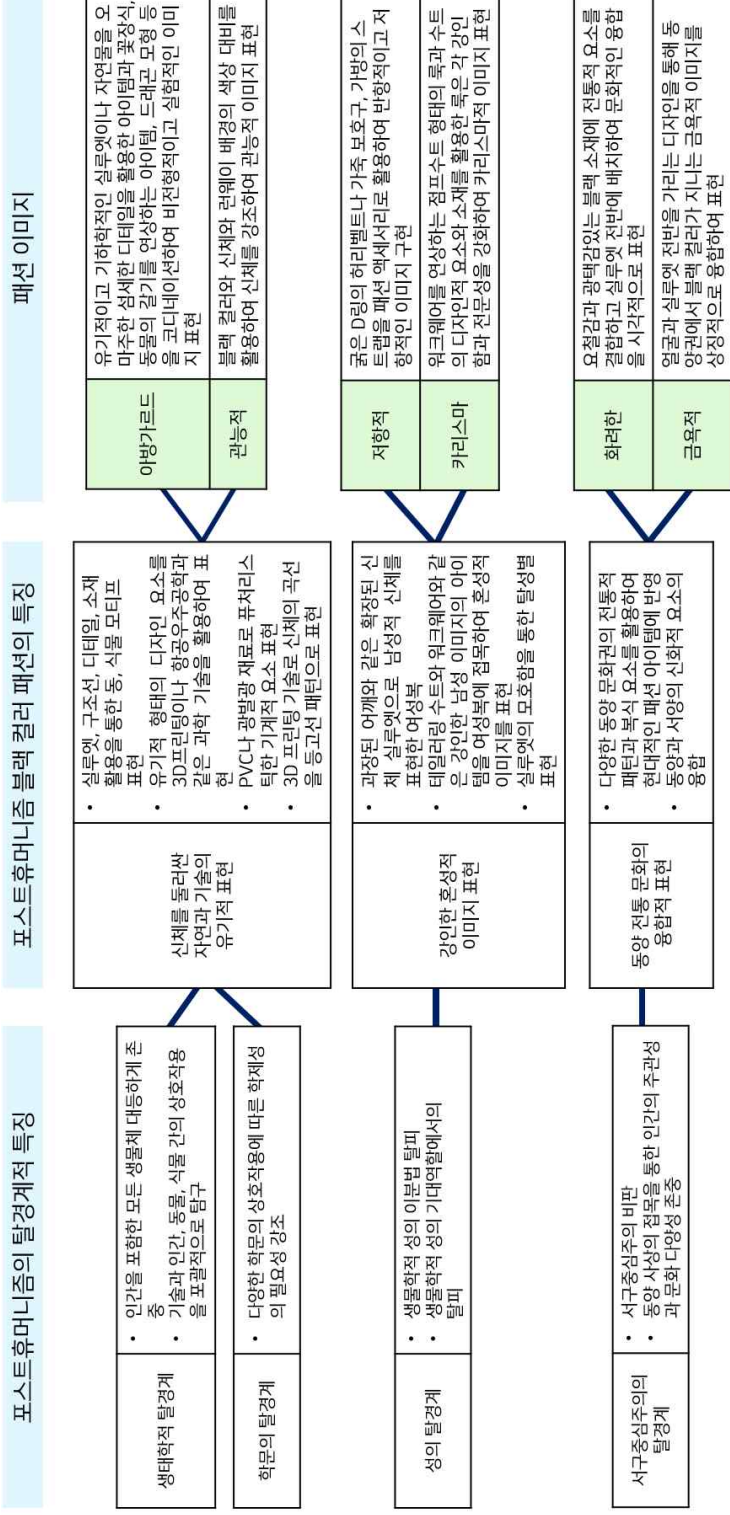 포스트휴머니즘의 탈경계적 특징
생태학적 탈경계
• 인간을 포함한 모든 생물체 대등하게 존
중
• 기술과 인간, 동물, 식물 간의 상호작용
을 포괄적으로 탐구
학문의 탈경계
• 다양한 학문의 상호작용에 따른 학제성
의 필요성 강조
성의 탈경계
• 생물학적 성의 이분법 탈피
• 생물학적 성의 기대역할에서의
탈피
서구중심주의의
탈경계
• 서구중심주의 비판
• 동양 사상의 접목을 통한 인간의 주관성
과 문화 다양성 존중
포스트휴머니즘 블랙 컬러 패션의 특징
신체를 둘러싼
자연과 기술의
유기적 표현
• 실루엣, 구조선, 디테일, 소재
활용을 통한 동, 식물 모티프
표현
• 유기적 형태의 디자인 요소를
3D프린팅이나 항공우주공학과
같은 과학 기술을 활용하여 표
현
• PVC나 광발광 재료로 퓨처리스
틱한 기계적 요소 표현
• 3D 프린팅 기술로 신체의 곡선
을 등고선 패턴으로 표현
강인한 혼성적
이미지 표현
• 과장된 어깨와 같은 확장된 신
체 실루엣으로 남성적 신체를
표현한 여성복
• 테일러링 수트와 워크웨어와 같
은 강인한 남성 이미지의 아이
템을 여성복에 접목하여 혼성적
이미지를 표현
• 실루엣의 모호함을 통한 탈성별
표현
동양 전통 문화의
융합적 표현
• 다양한 동양 문화권의 전통적
패턴과 복식 요소를 활용하여
현대적인 패션 아이템에 반영
• 동양과 서양의 신화적 요소의
융합
패션 이미지
아방가르드
유기적이고 기하학적인 실루엣이나 자연물을 오
마주한 섬세한 디테일을 활용한 아이템과 꽃장식,
동물의 갈기를 연상하는 아이템, 드래곤 모형 등
을 코디네이션하여 비전형적이고 실험적인 이미
지 표현
관능적
블랙 컬러와 신체와 런웨이 배경의 색상 대비를
활용하여 신체를 강조하여 관능적 이미지 표현
저항적
굵은 D링의 허리벨트나 가죽 보호구, 가방의 스
트랩을 패션 액세서리로 활용하여 반항적이고 저
항적인 이미지 구현
카리스마
워크웨어를 연상하는 점프수트 형태의 룩과 수트
의 디자인적 요소와 소재를 활용한 룩은 각 강인
함과 전문성을 강화하여 카리스마적 이미지 표현
화려한
요철감과 광택감있는 블랙 소재에 전통적 요소를
결합하고 실루엣 전반에 배치하여 문화적인 융합
을 시각적으로 표현
금욕적
얼굴과 실루엣 전반을 가리는 디자인을 통해 동
양권에서 블랙 컬러가 지니는 금욕적 이미지를
상징적으로 융합하여 표현